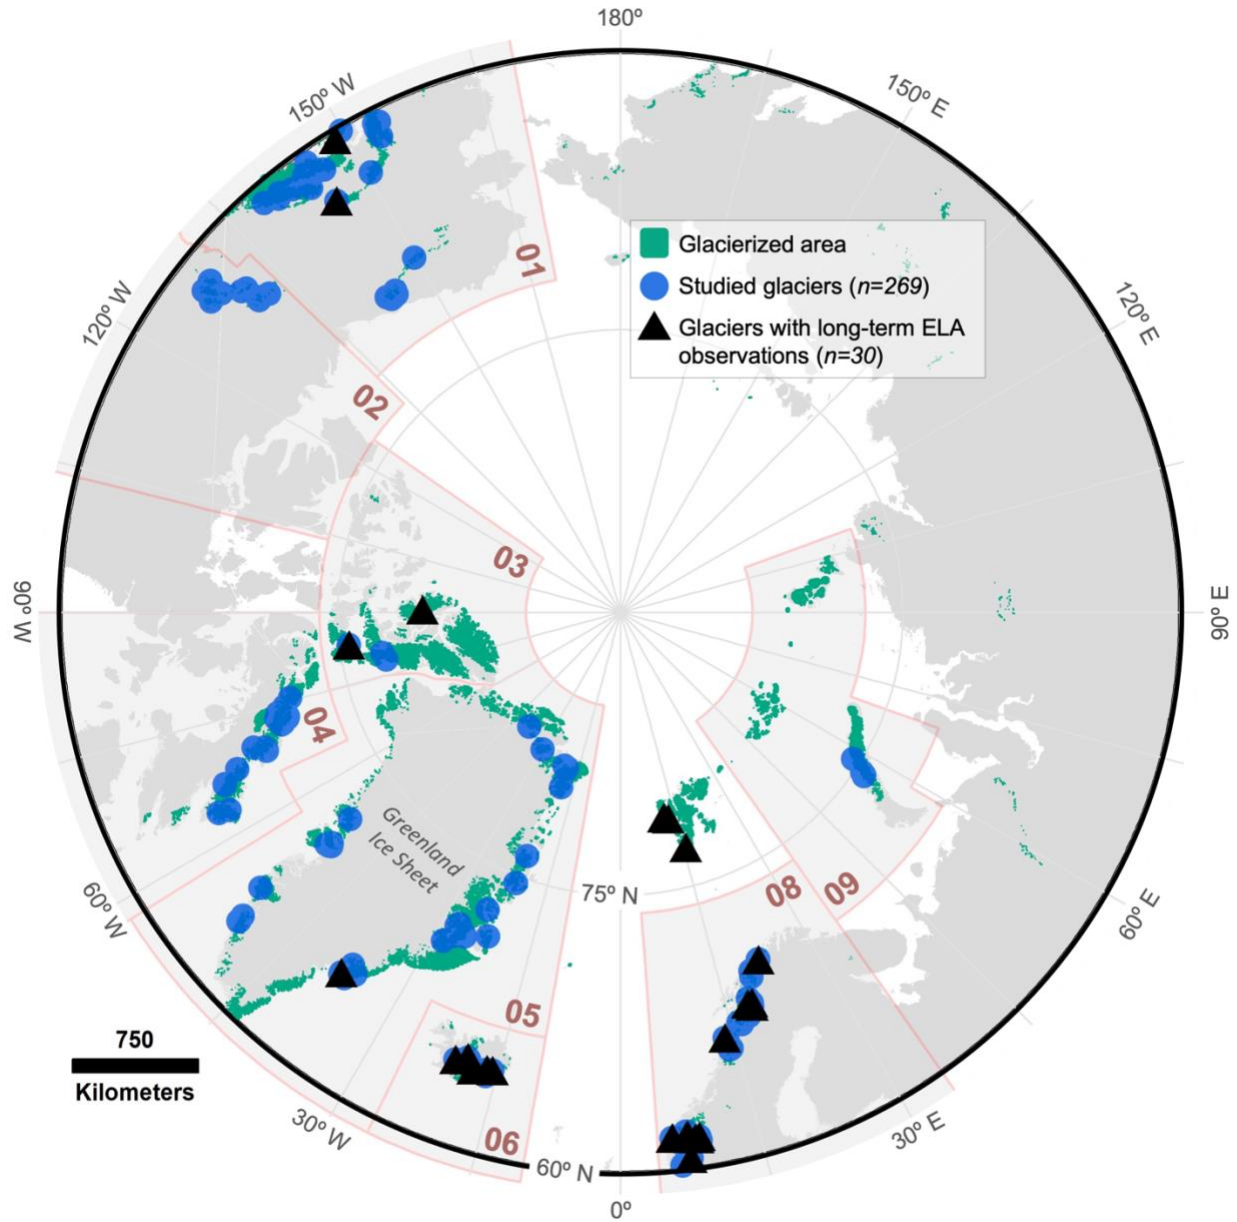 180º
150º W
150º E
120º W
120º E
01
Glacierized area
Studied glaciers (n=269)
Glaciers with long-term ELA
observations (n=30)
02
03
90º W
90º E
04
Greenland
Ice Sheet
75º N
08
09
60º W
60º E
05
750
Kilometers
30º W
30º E
06
60º N
0º